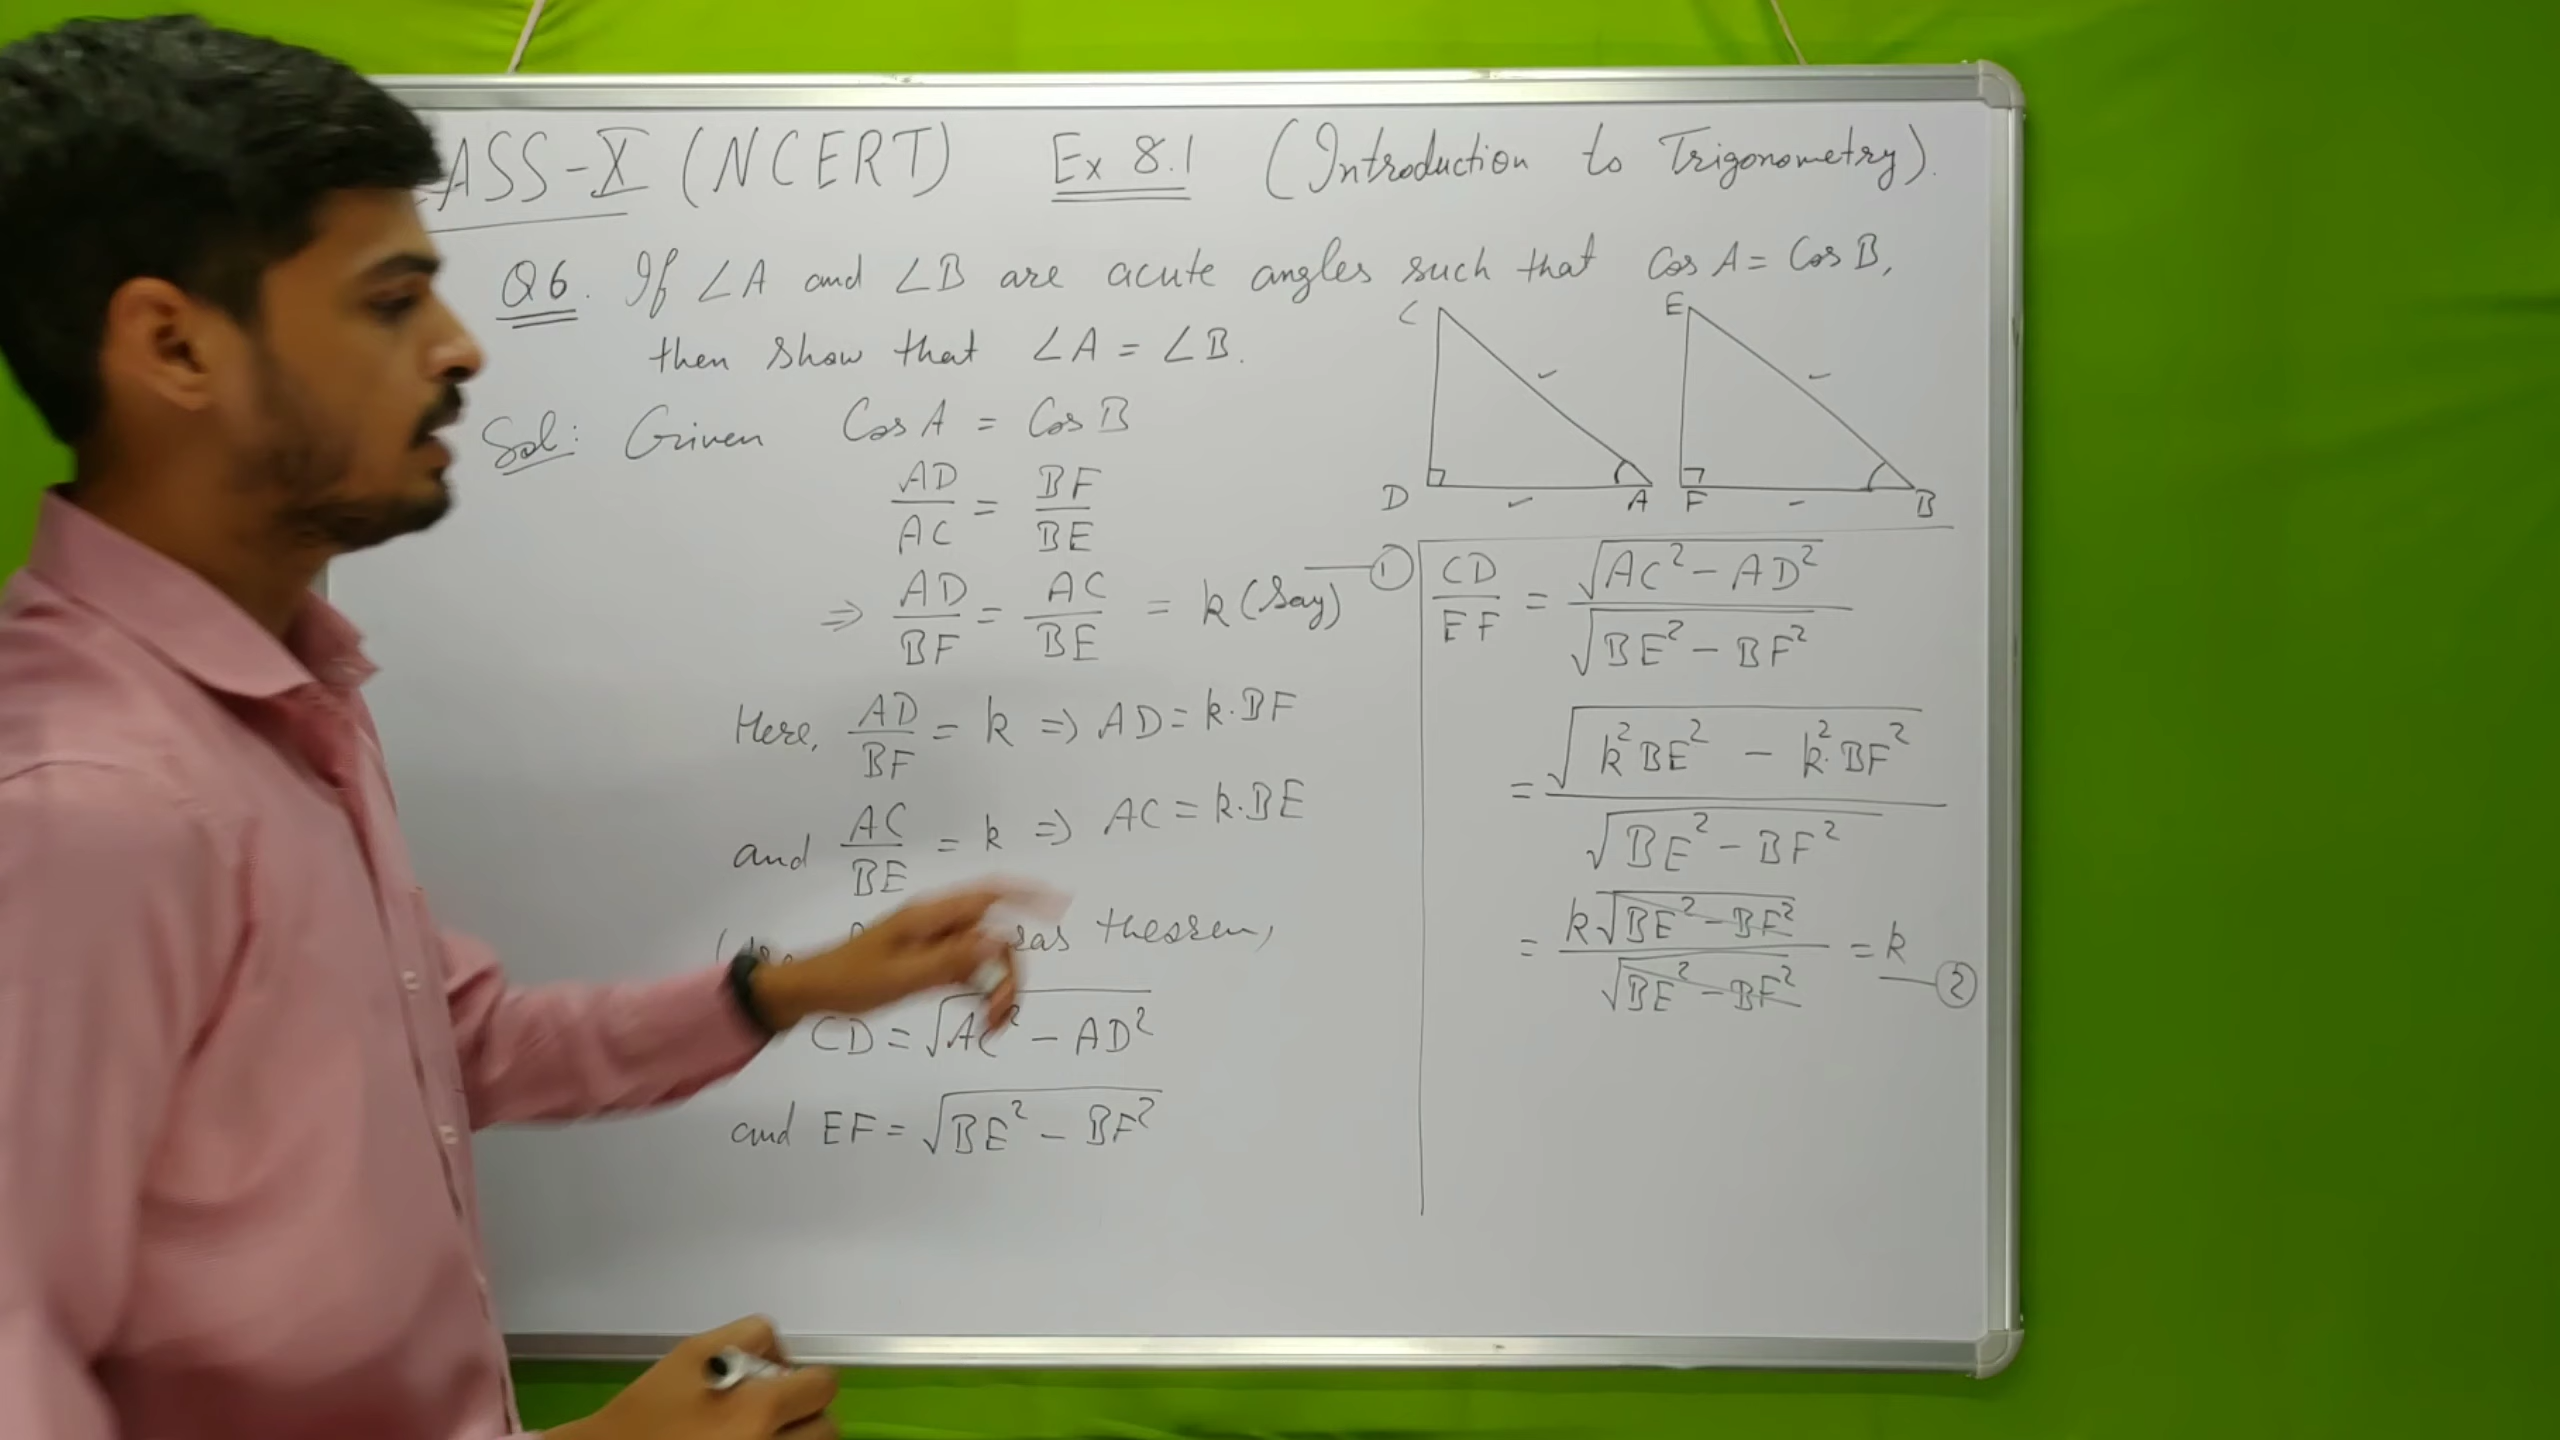 ASS-X (NCERT) Ex 8.1 (Introduction to Trigonometry).
Q6. If ∠A and ∠B are acute angles such that Cos A = Cos B,
then show that ∠A = ∠B.
C
E
D
A
F
B
Sol: Given Cos A = Cos B
AD/AC = BF/BE
⇒ AD/BF = AC/BE = k (Say) — ①
Here, AD/BF = k ⇒ AD = k·BF
and AC/BE = k ⇒ AC = k·BE
theorem,
CD = √(AC² − AD²)
and EF = √(BE² − BF²)
CD/EF = √(AC² − AD²)/√(BE² − BF²)
= √(k²BE² − k²·BF²)/√(BE² − BF²)
= k√(BE² − BF²)/√(BE² − BF²) = k — ②